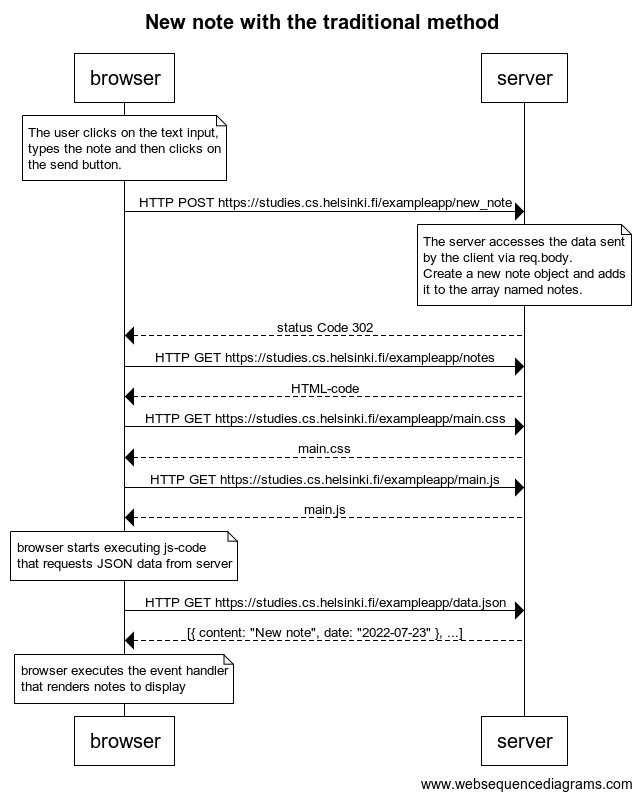 New note with the traditional method
browser
server
The user clicks on the text input,
types the note and then clicks on
the send button.
HTTP POST https://studies.cs.helsinki.fi/exampleapp/new_note
The server accesses the data sent
by the client via req.body.
Create a new note object and adds
it to the array named notes.
status Code 302
HTTP GET https://studies.cs.helsinki.fi/exampleapp/notes
HTML-code
HTTP GET https://studies.cs.helsinki.fi/exampleapp/main.css
main.css
HTTP GET https://studies.cs.helsinki.fi/exampleapp/main.js
main.js
browser starts executing js-code
that requests JSON data from server
HTTP GET https://studies.cs.helsinki.fi/exampleapp/data.json
[{ content: "New note", date: "2022-07-23" }, ...]
browser executes the event handler
that renders notes to display
browser
server
www.websequencediagrams.com